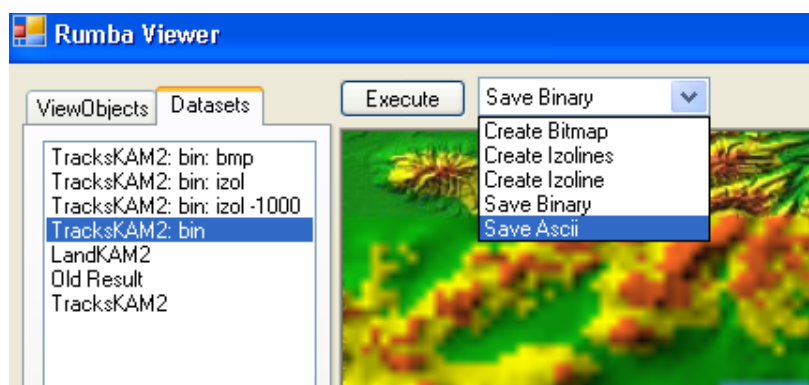 Rumba Viewer
ViewObjects Datasets Execute Save Binary
TracksKAM2: bin: bmp
TracksKAM2: bin: izol
TracksKAM2: bin: izol -1000
TracksKAM2: bin
LandKAM2
Old Result
TracksKAM2
Create Bitmap
Create Izolines
Create Izoline
Save Binary
Save Ascii